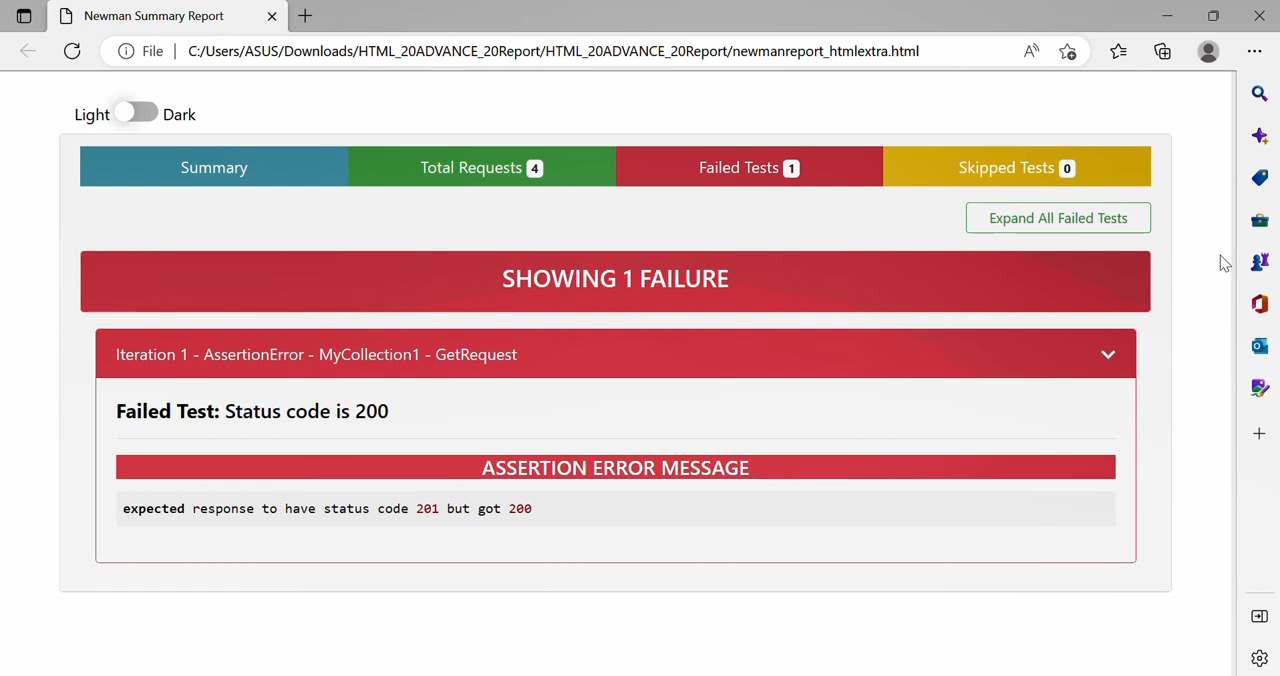 Newman Summary Report
File | C:/Users/ASUS/Downloads/HTML_20ADVANCE_20Report/HTML_20ADVANCE_20Report/newmanreport_htmlextra.html
Light Dark
Summary Total Requests 4 Failed Tests 1 Skipped Tests 0
Expand All Failed Tests
SHOWING 1 FAILURE
Iteration 1 - AssertionError - MyCollection1 - GetRequest
Failed Test: Status code is 200
ASSERTION ERROR MESSAGE
expected response to have status code 201 but got 200